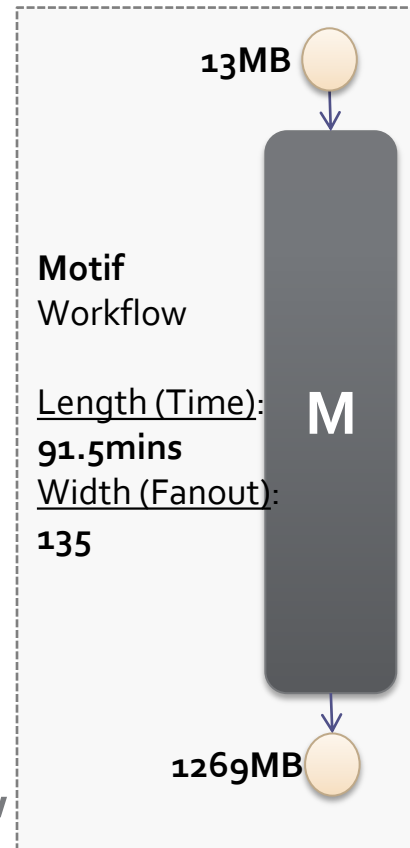 13MB
Motif
Workflow
Length (Time):
91.5mins
Width (Fanout):
135
M
1269MB